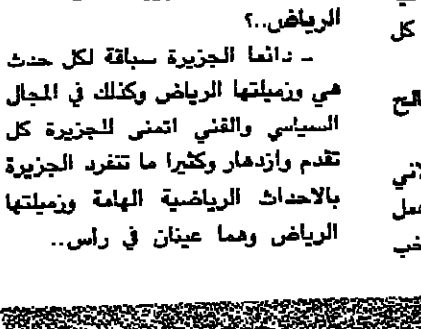 الرياض..؟
ـ دائما الجزيرة سباقة لكل حدث
هي وزميلتها الرياض وكذلك في المجال
السياسي والفني اتمنى للجزيرة كل
تقدم وازدهار وكثيرا ما تنفرد الجزيرة
بالاحداث الرياضية الهامة وزميلتها
الرياض وهما عينان في راس..
كل